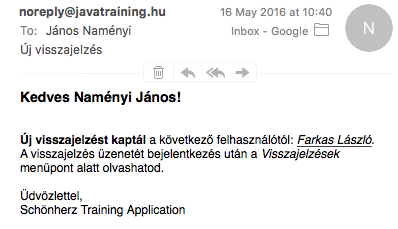 noreply@javatraining.hu
16 May 2016 at 10:40
To: János Naményi
Inbox - Google
Új visszajelzés
N
Kedves Naményi János!
Új visszajelzést kaptál a következő felhasználótól: Farkas László.
A visszajelzés üzenetét bejelentkezés után a Visszajelzések
menüpont alatt olvashatod.
Üdvözlettel,
Schönherz Training Application